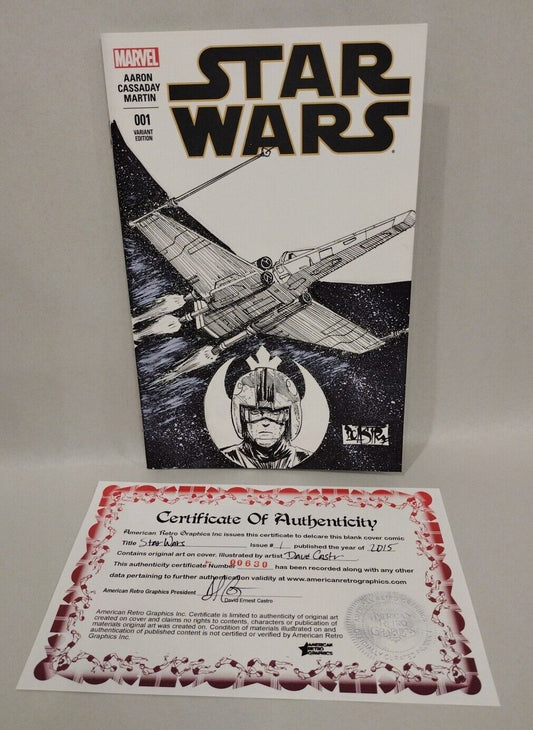 MARVEL
AARON
CASSADAY
MARTIN
001
VARIANT
EDITION
STAR
WARS
Certificate Of Authenticity
American Retro Graphics Inc issues this certificate to delcare this blank cover comic
Title Star Wars Issue # 1 published the year of 2015
Contains original art on cover. Illustrated by artist Dave Castr
This authenticity certificate Number 00630 has been recorded along with any other
data pertaining to further authentication validity at www.americanretrographics.com
American Retro Graphics President
David Ernest Castro
American Retro Graphics Inc. Certificate is limited to authenticity of original art
created on cover and claims no rights to contents, characters or publication of
materials original art was created on. Condition of materials illustrated on and
authentication of published content is not certified or verified by American Retro
Graphics Inc.
AMERICAN
RETRO
GRAPHICS